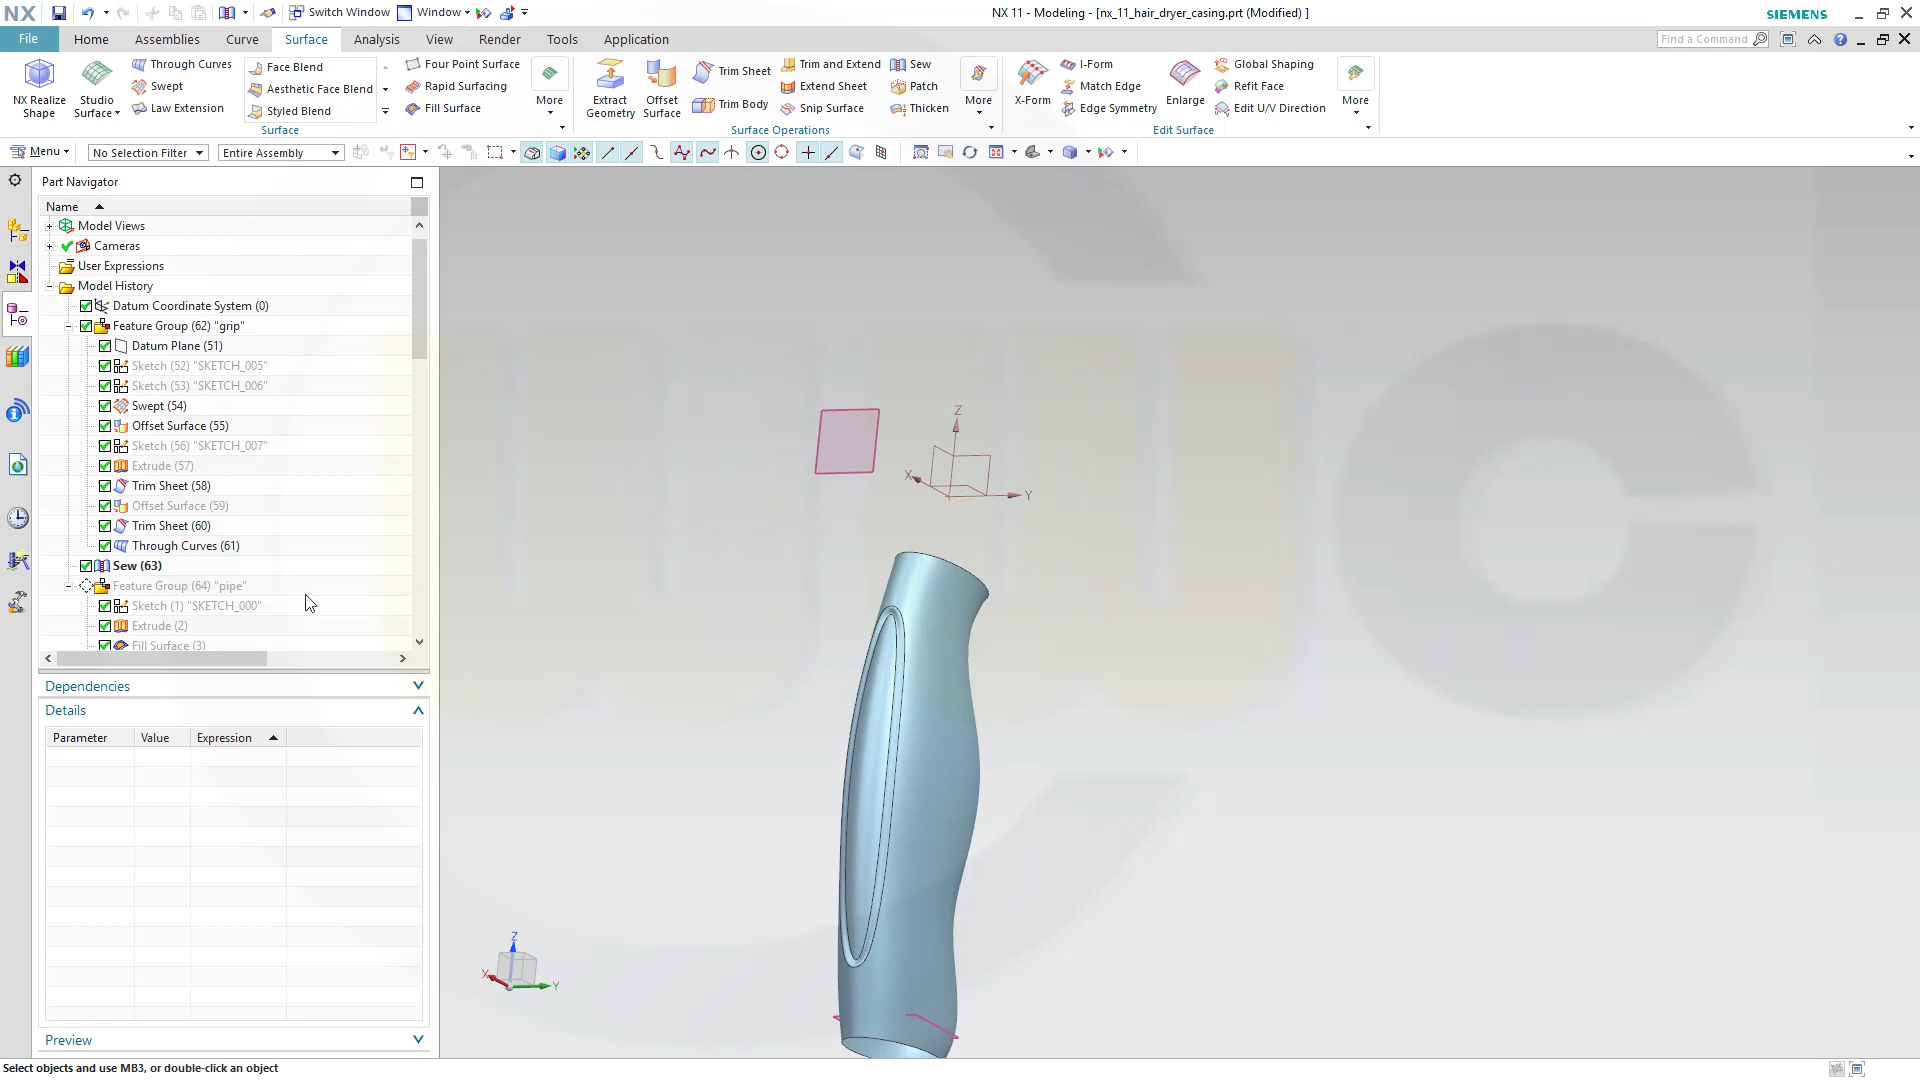 NX Switch Window Window NX 11 - Modeling - [nx_11_hair_dryer_casing.prt (Modified) ] SIEMENS
File Home Assemblies Curve Surface Analysis View Render Tools Application Find a Command
NX Realize Shape
Studio Surface
Through Curves
Swept
Law Extension
Face Blend
Aesthetic Face Blend
Styled Blend
Four Point Surface
Rapid Surfacing
Fill Surface
More
Surface
Extract Geometry
Offset Surface
Trim Sheet
Trim Body
Trim and Extend
Extend Sheet
Snip Surface
Sew
Patch
Thicken
More
Surface Operations
X-Form
I-Form
Match Edge
Edge Symmetry
Enlarge
Global Shaping
Refit Face
Edit U/V Direction
More
Edit Surface
Menu No Selection Filter Entire Assembly
Part Navigator
Name
Model Views
Cameras
User Expressions
Model History
Datum Coordinate System (0)
Feature Group (62) "grip"
Datum Plane (51)
Sketch (52) "SKETCH_005"
Sketch (53) "SKETCH_006"
Swept (54)
Offset Surface (55)
Sketch (56) "SKETCH_007"
Extrude (57)
Trim Sheet (58)
Offset Surface (59)
Trim Sheet (60)
Through Curves (61)
Sew (63)
Feature Group (64) "pipe"
Sketch (1) "SKETCH_000"
Extrude (2)
Fill Surface (3)
Dependencies
Details
Parameter Value Expression
Preview
Z
X
Y
Z
X
Y
Select objects and use MB3, or double-click an object